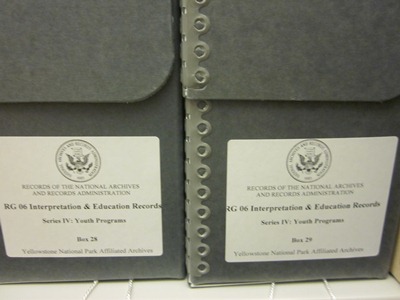 RECORDS OF THE NATIONAL ARCHIVES
AND RECORDS ADMINISTRATION
RG 06 Interpretation & Education Records
Series IV: Youth Programs
Box 28
Yellowstone National Park Affiliated Archives
RECORDS OF THE NATIONAL ARCHIVES
AND RECORDS ADMINISTRATION
RG 06 Interpretation & Education Records
Series IV: Youth Programs
Box 29
Yellowstone National Park Affiliated Archives